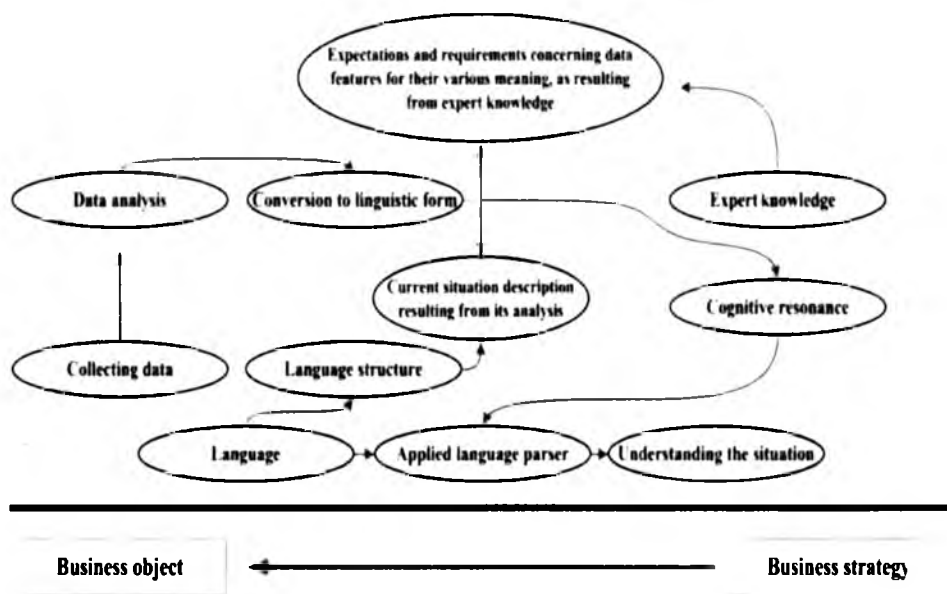 Expectations and requirements concerning data
features for their various meaning, as resulting
from expert knowledge
Data analysis
Conversion to linguistic form
Expert knowledge
Current situation description
resulting from its analysis
Cognitive resonance
Collecting data
Language structure
Language
Applied language parser
Understanding the situation
Business object
Business strategy